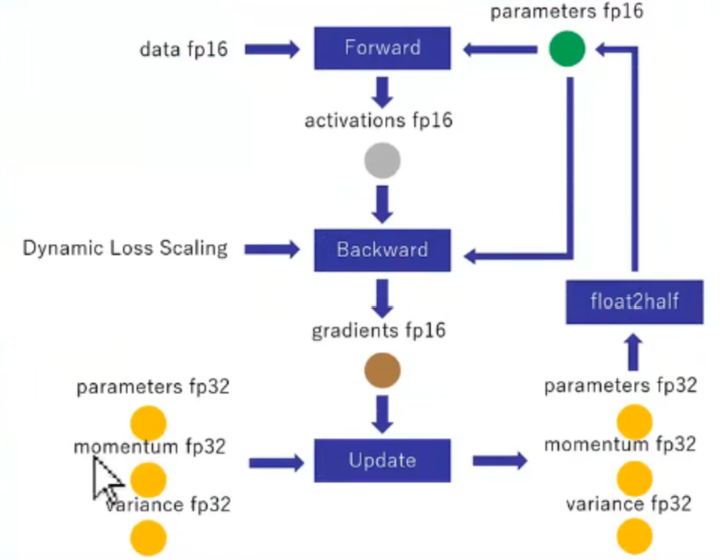 parameters fp16
data fp16
Forward
activations fp16
Dynamic Loss Scaling
Backward
float2half
gradients fp16
parameters fp32
momentum fp32
variance fp32
Update
parameters fp32
momentum fp32
variance fp32